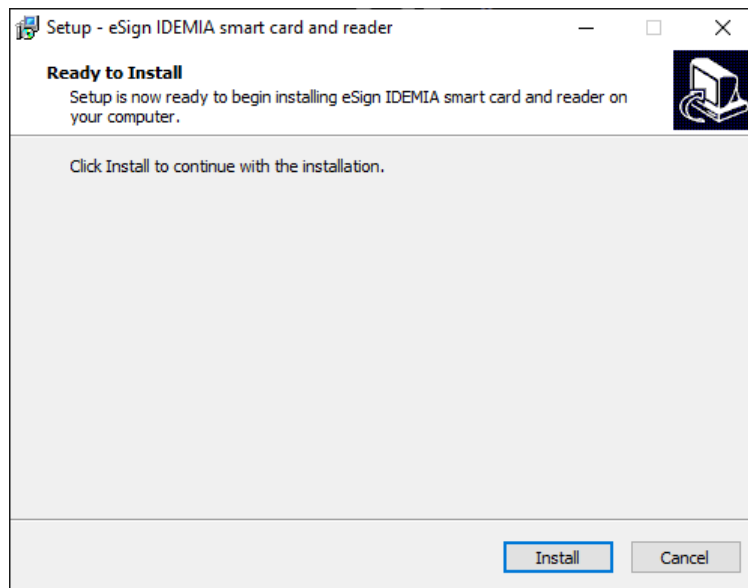 Setup - eSign IDEMIA smart card and reader
Ready to Install
Setup is now ready to begin installing eSign IDEMIA smart card and reader on
your computer.
Click Install to continue with the installation.
Install
Cancel